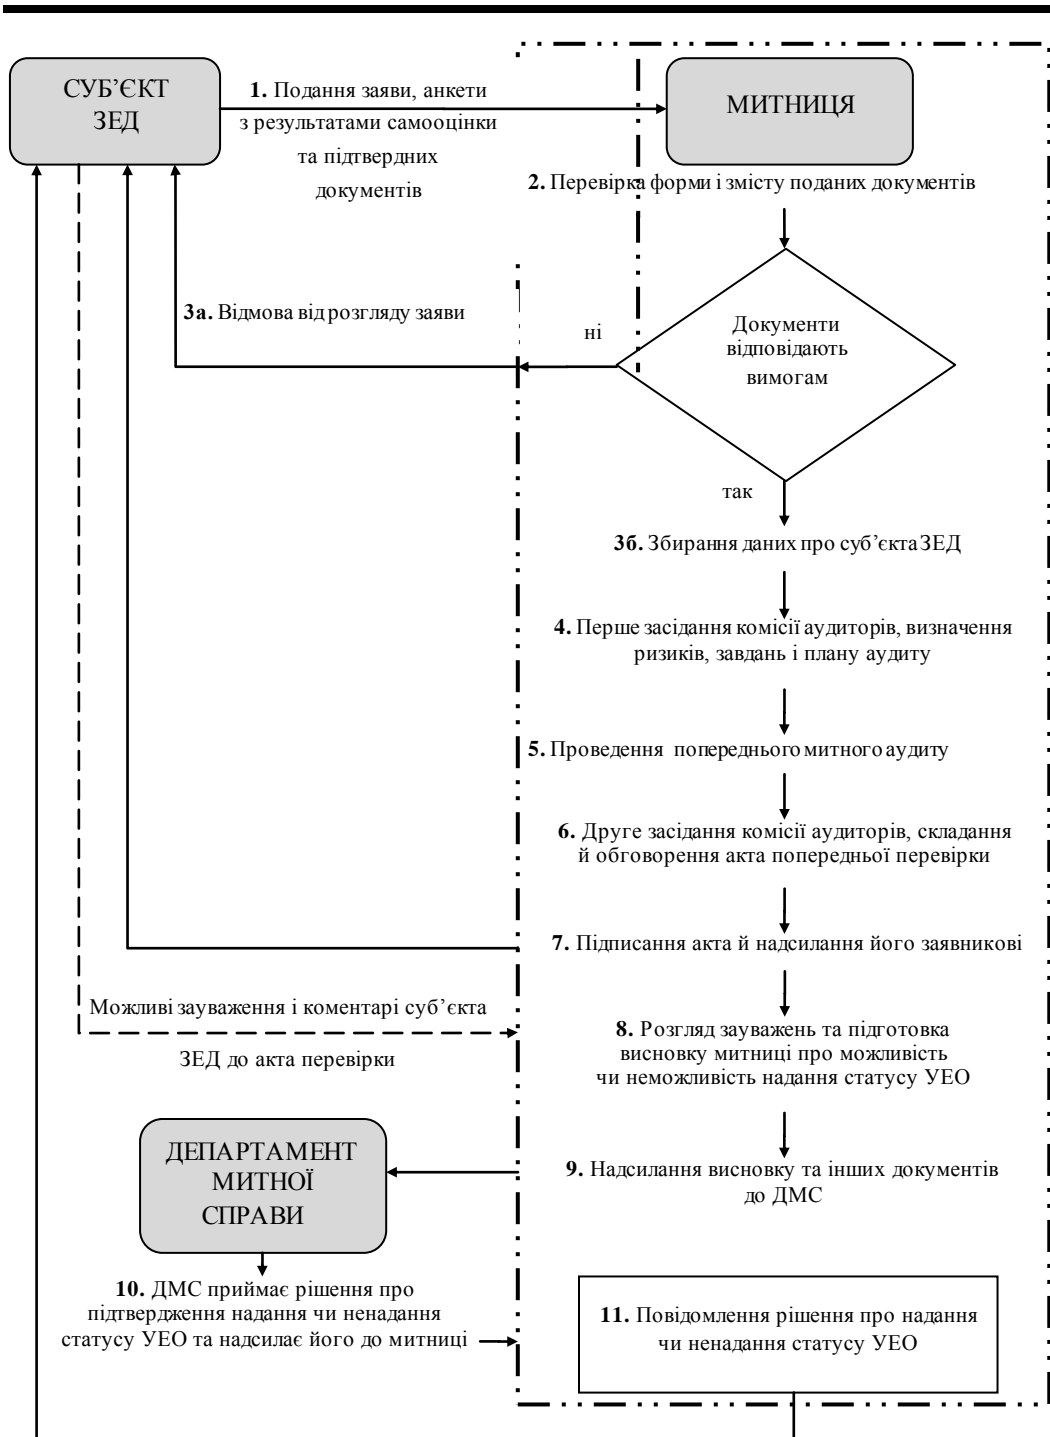 СУБ’ЄКТ
ЗЕД
1. Подання заяви, анкети
з результатами самооцінки
та підтвердних
документів
МИТНИЦЯ
2. Перевірка форми і змісту поданих документів
3а. Відмова від розгляду заяви
ні
Документи
відповідають
вимогам
так
3б. Збирання даних про суб’єкта ЗЕД
4. Перше засідання комісії аудиторів, визначення
ризиків, завдань і плану аудиту
5. Проведення попереднього митного аудиту
6. Друге засідання комісії аудиторів, складання
й обговорення акта попередньої перевірки
7. Підписання акта й надсилання його заявникові
Можливі зауваження і коментарі суб’єкта
ЗЕД до акта перевірки
8. Розгляд зауважень та підготовка
висновку митниці про можливість
чи неможливість надання статусу УЕО
ДЕПАРТАМЕНТ
МИТНОЇ
СПРАВИ
9. Надсилання висновку та інших документів
до ДМС
10. ДМС приймає рішення про
підтвердження надання чи ненадання
статусу УЕО та надсилає його до митниці
11. Повідомлення рішення про надання
чи ненадання статусу УЕО